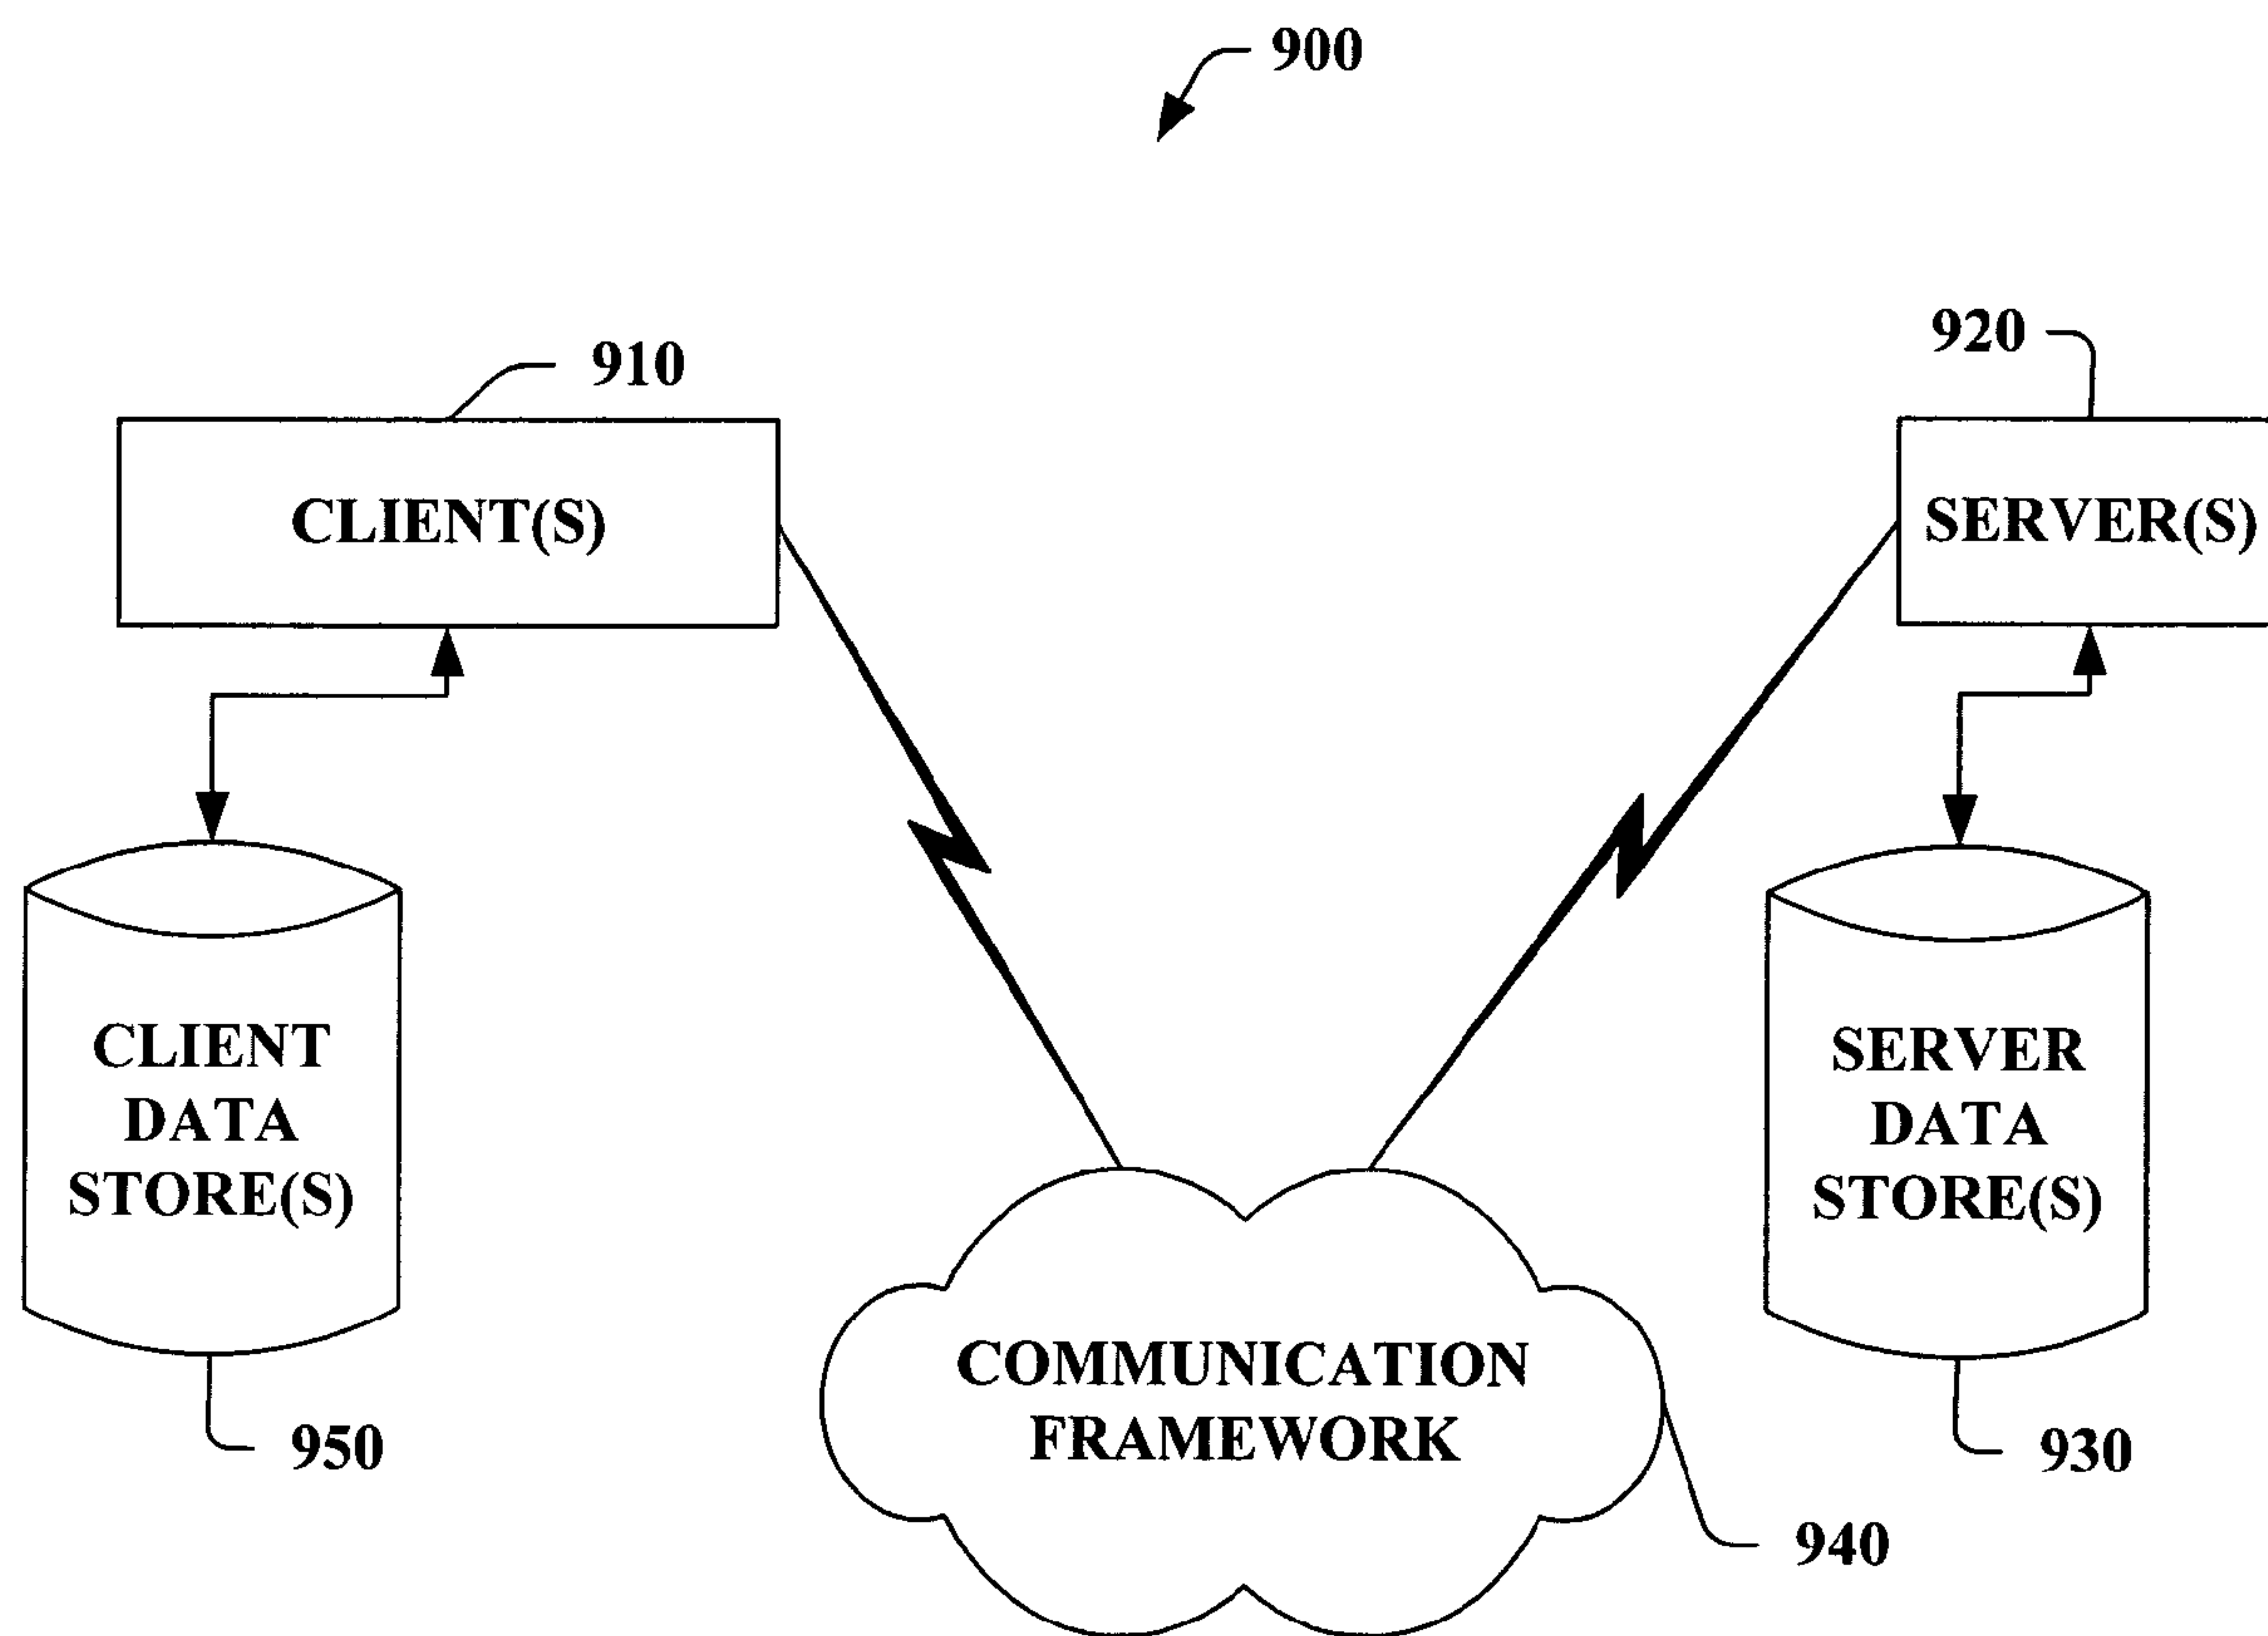 900
910
920
CLIENT(S)
SERVER(S)
CLIENT
DATA
STORE(S)
SERVER
DATA
STORE(S)
COMMUNICATION
FRAMEWORK
950
930
940